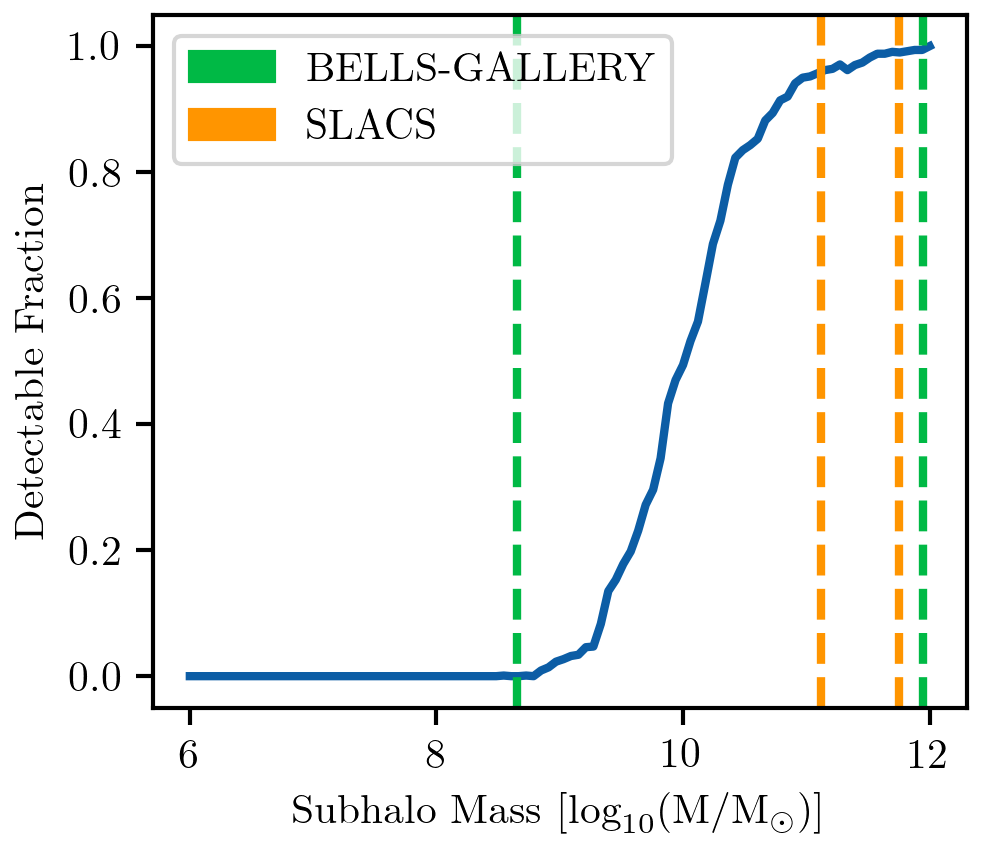 BELLS-GALLERY
SLACS
Detectable Fraction
1.0
0.8
0.6
0.4
0.2
0.0
6 8 10 12
Subhalo Mass [log₁₀(M/M☉)]